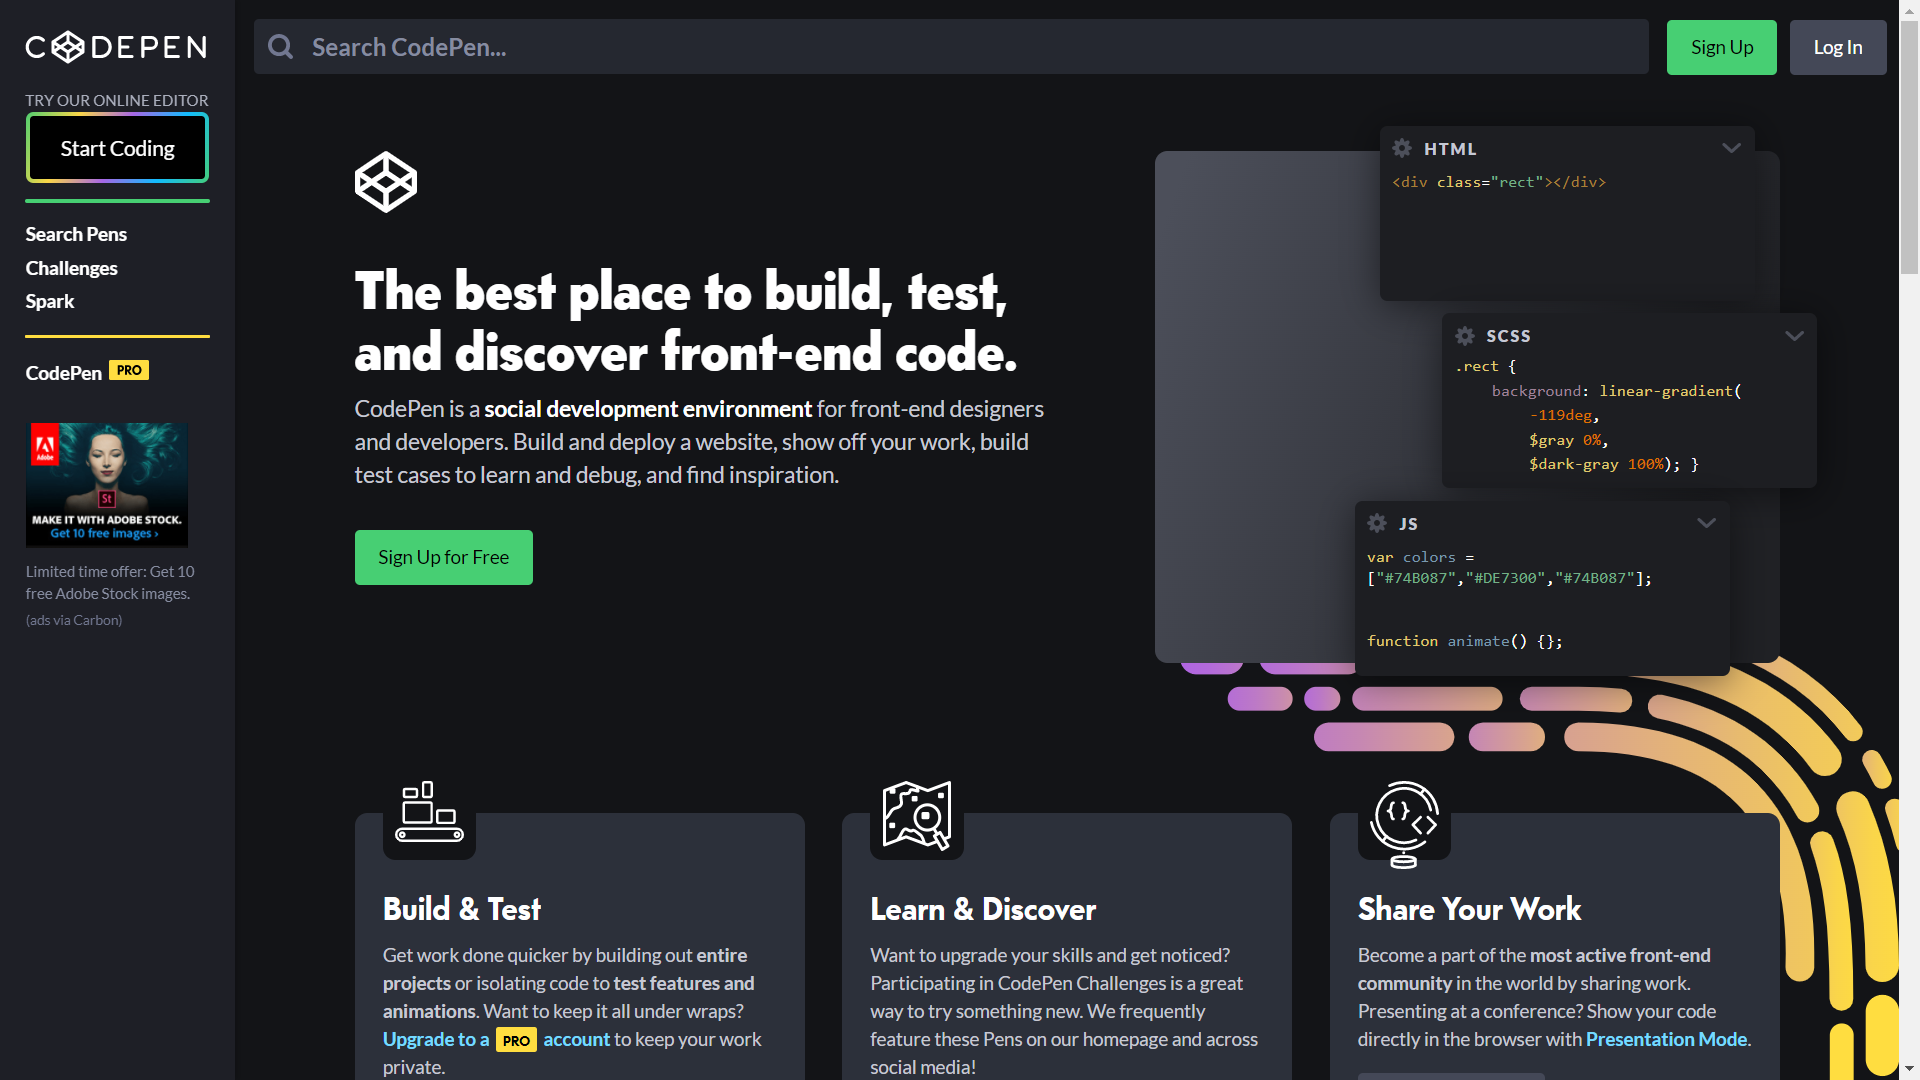 CODEPEN
TRY OUR ONLINE EDITOR
Start Coding
Search Pens
Challenges
Spark
CodePen PRO
Adobe
St
MAKE IT WITH ADOBE STOCK.
Get 10 free images ›
Limited time offer: Get 10
free Adobe Stock images.
(ads via Carbon)
Search CodePen...
Sign Up
Log In
The best place to build, test,
and discover front-end code.
CodePen is a social development environment for front-end designers
and developers. Build and deploy a website, show off your work, build
test cases to learn and debug, and find inspiration.
Sign Up for Free
HTML
<div class="rect"></div>
SCSS
.rect {
background: linear-gradient(
-119deg,
$gray 0%,
$dark-gray 100%); }
JS
var colors =
["#74B087","#DE7300","#74B087"];
function animate() {};
Build & Test
Get work done quicker by building out entire
projects or isolating code to test features and
animations. Want to keep it all under wraps?
Upgrade to a PRO account to keep your work
private.
Learn & Discover
Want to upgrade your skills and get noticed?
Participating in CodePen Challenges is a great
way to try something new. We frequently
feature these Pens on our homepage and across
social media!
Share Your Work
Become a part of the most active front-end
community in the world by sharing work.
Presenting at a conference? Show your code
directly in the browser with Presentation Mode.